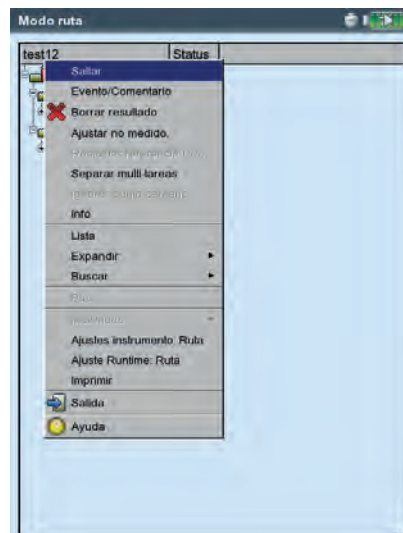 Modo ruta
test12 Status
Saltar
Evento/Comentario
Borrar resultado
Ajustar no medido.
Separar multi-tareas
Info
Lista
Expandir
Buscar
Ajustes instrumento: Ruta
Ajuste Runtime: Ruta
Imprimir
Salida
Ayuda